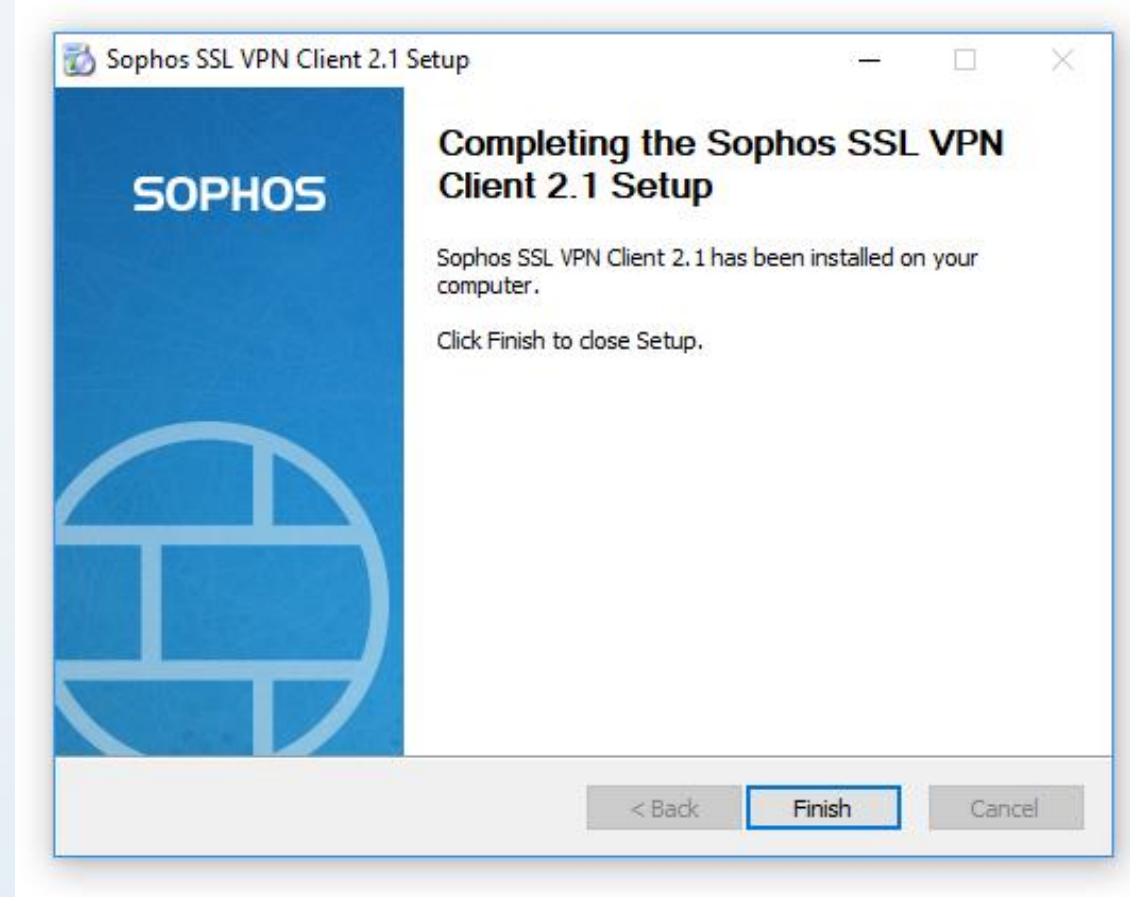 Sophos SSL VPN Client 2.1 Setup
SOPHOS
Completing the Sophos SSL VPN
Client 2.1 Setup
Sophos SSL VPN Client 2.1 has been installed on your
computer.
Click Finish to close Setup.
< Back
Finish
Cancel